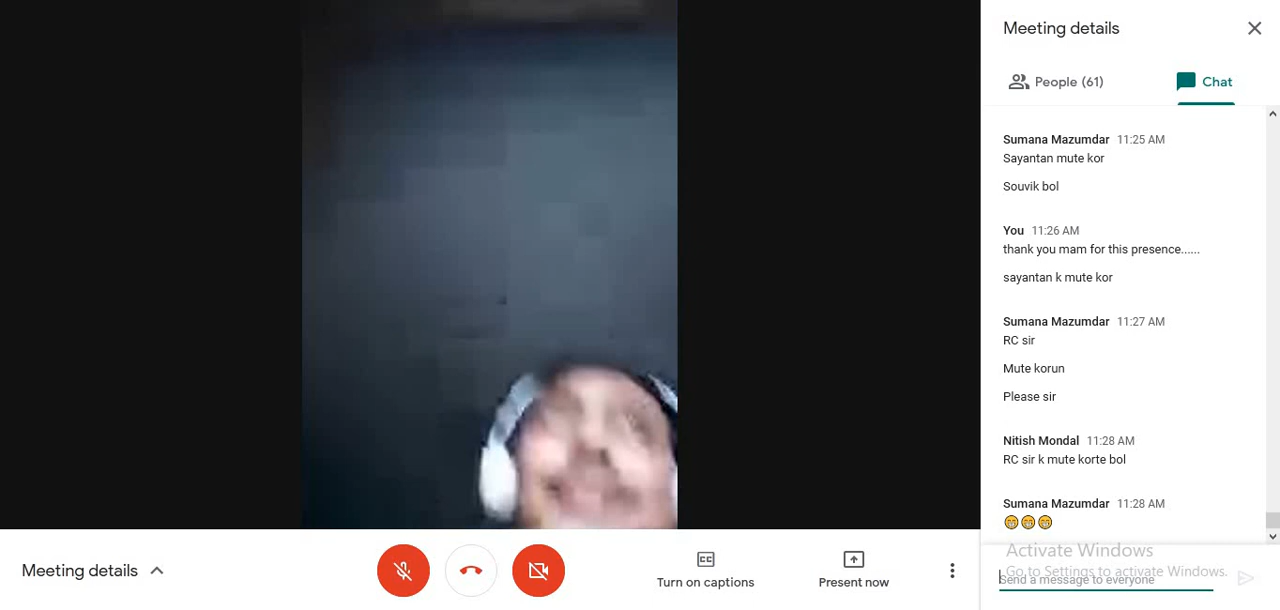 Meeting details
People (61)
Chat
Sumana Mazumdar 11:25 AM
Sayantan mute kor
Souvik bol
You 11:26 AM
thank you mam for this presence......
sayantan k mute kor
Sumana Mazumdar 11:27 AM
RC sir
Mute korun
Please sir
Nitish Mondal 11:28 AM
RC sir k mute korte bol
Sumana Mazumdar 11:28 AM
😁😁😁
Activate Windows
Go to Settings to activate Windows.
Send a message to everyone
Meeting details
Turn on captions
Present now